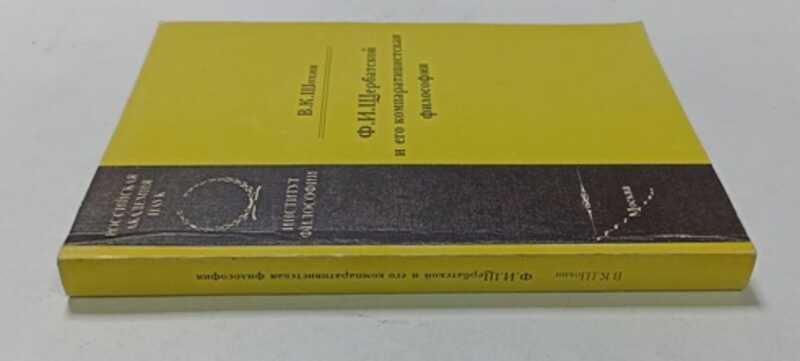 В.К.Шохин
Ф.И.Щербатской
и его компаративистская
философия
РОССИЙСКАЯ
АКАДЕМИЯ
НАУК
ИНСТИТУТ
ФИЛОСОФИИ
Москва
В.К.Шохин Ф.И.Щербатской и его компаративистская философия